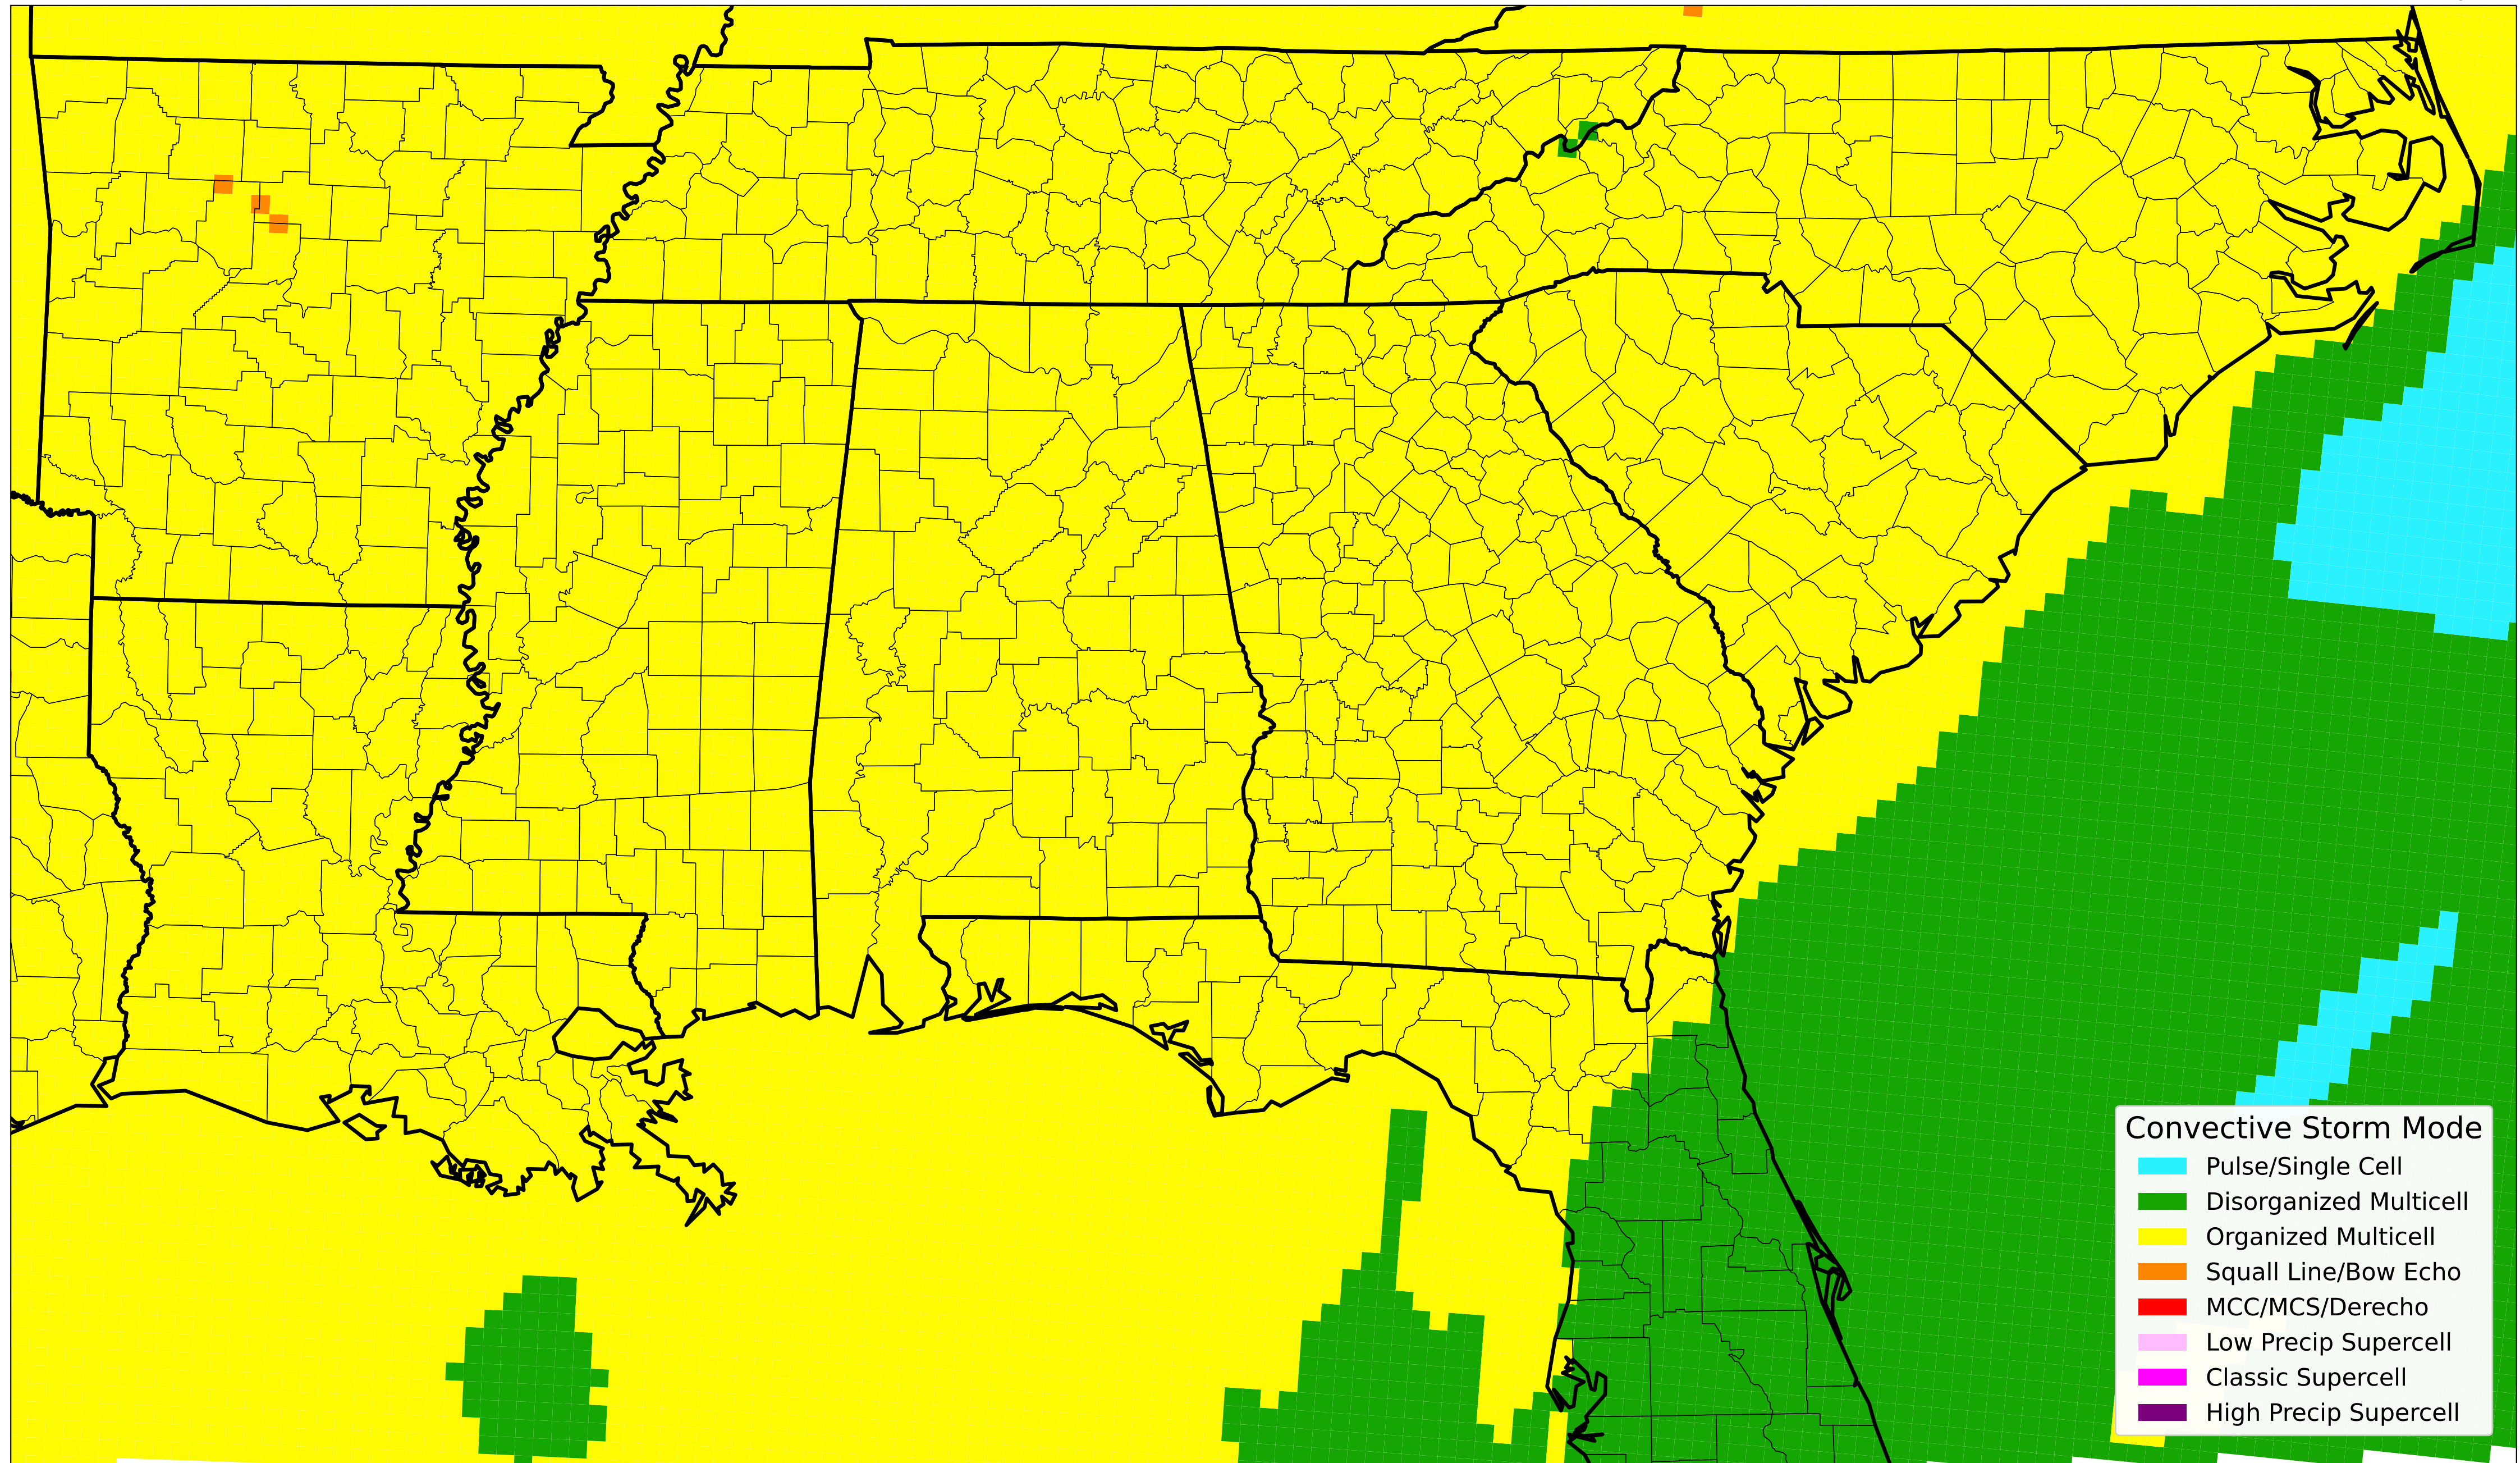 Convective Storm Mode
Pulse/Single Cell
Disorganized Multicell
Organized Multicell
Squall Line/Bow Echo
MCC/MCS/Derecho
Low Precip Supercell
Classic Supercell
High Precip Supercell